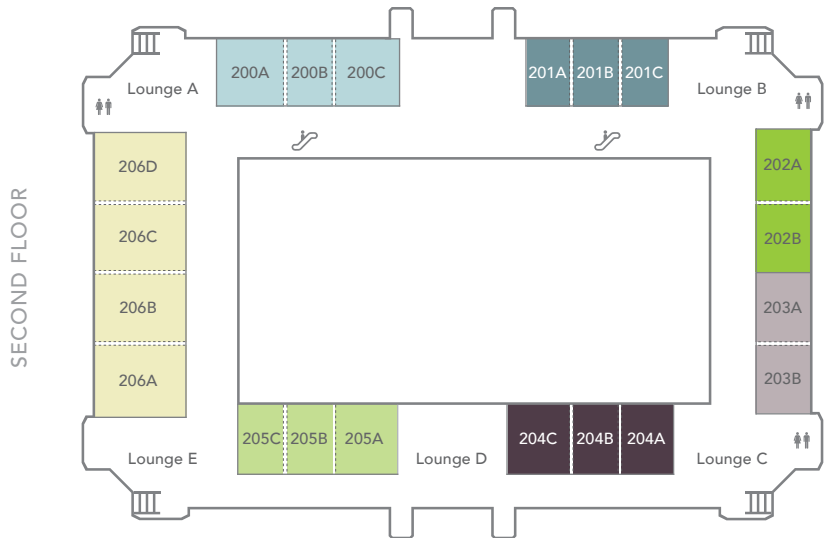 SECOND FLOOR
200A 200B 200C
201A 201B 201C
Lounge A
Lounge B
206D
202A
206C
202B
206B
203A
206A
203B
205C 205B 205A
204C 204B 204A
Lounge E
Lounge D
Lounge C